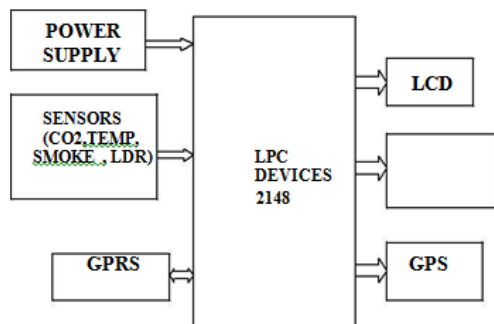 POWER
SUPPLY
SENSORS
(CO2,TEMP,
SMOKE , LDR)
GPRS
LPC
DEVICES
2148
LCD
GPS